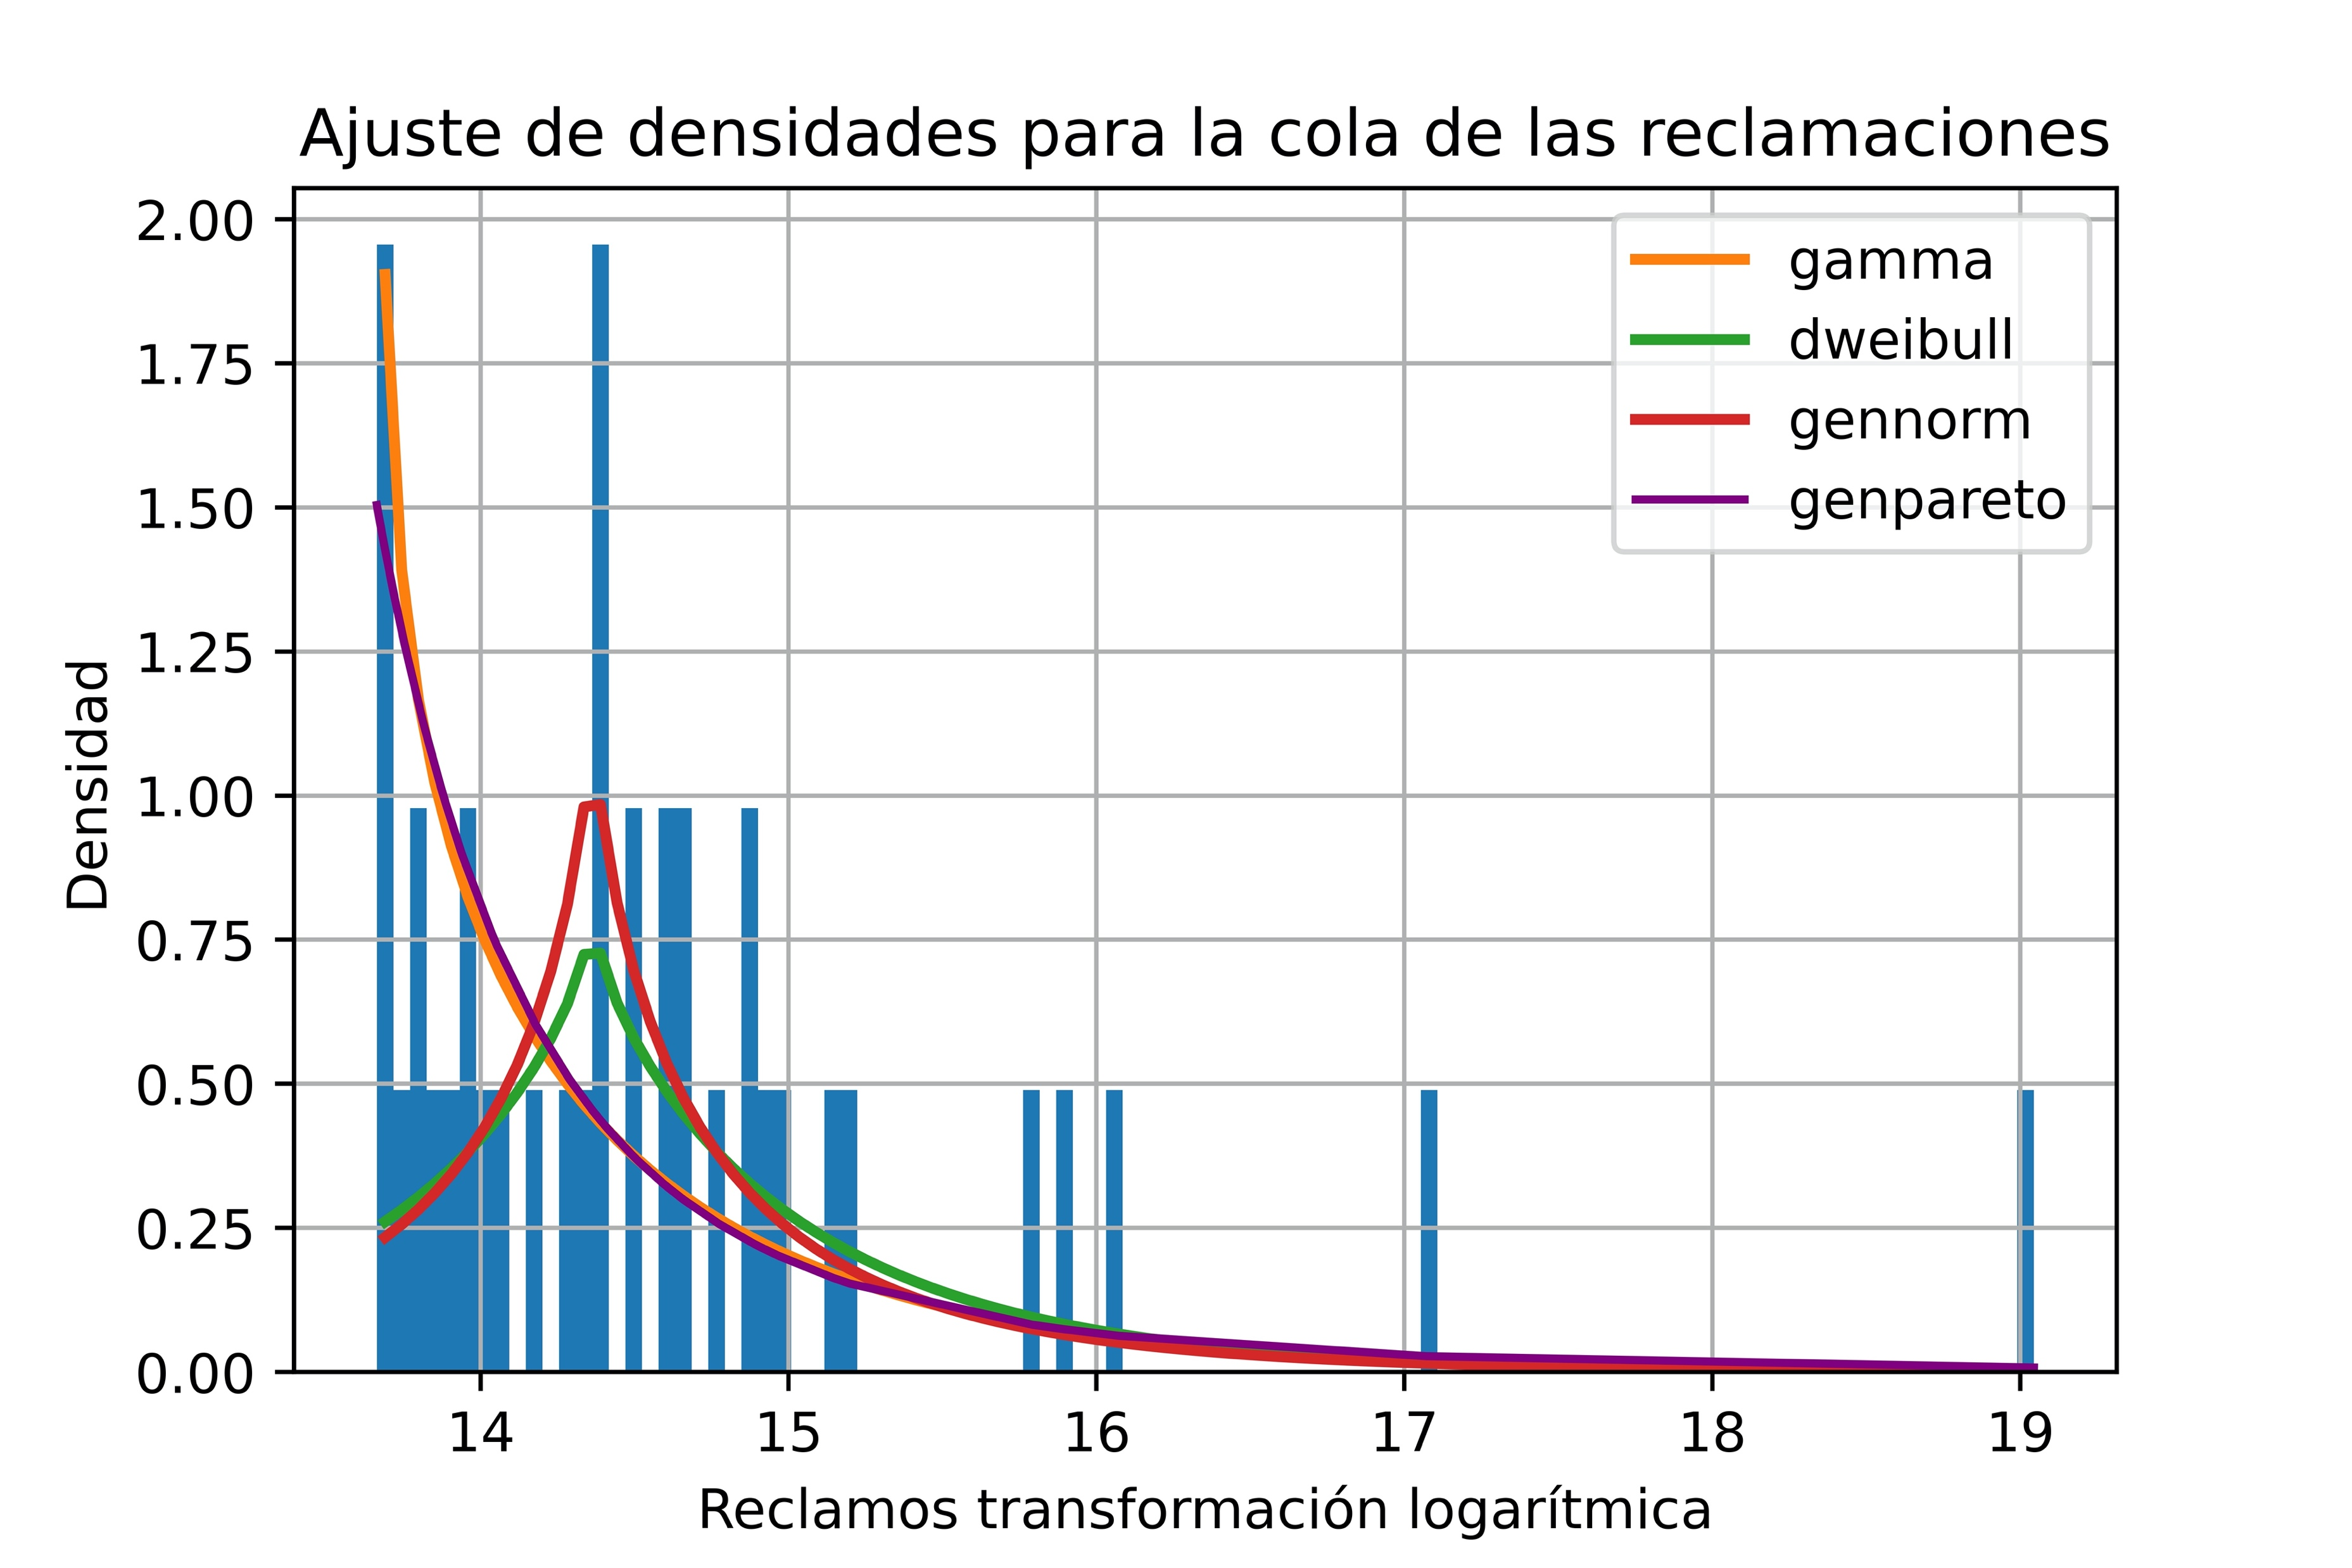 Ajuste de densidades para la cola de las reclamaciones
2.00
1.75
1.50
1.25
1.00
0.75
0.50
0.25
0.00
Densidad
gamma
dweibull
gennorm
genpareto
14 15 16 17 18 19
Reclamos transformación logarítmica